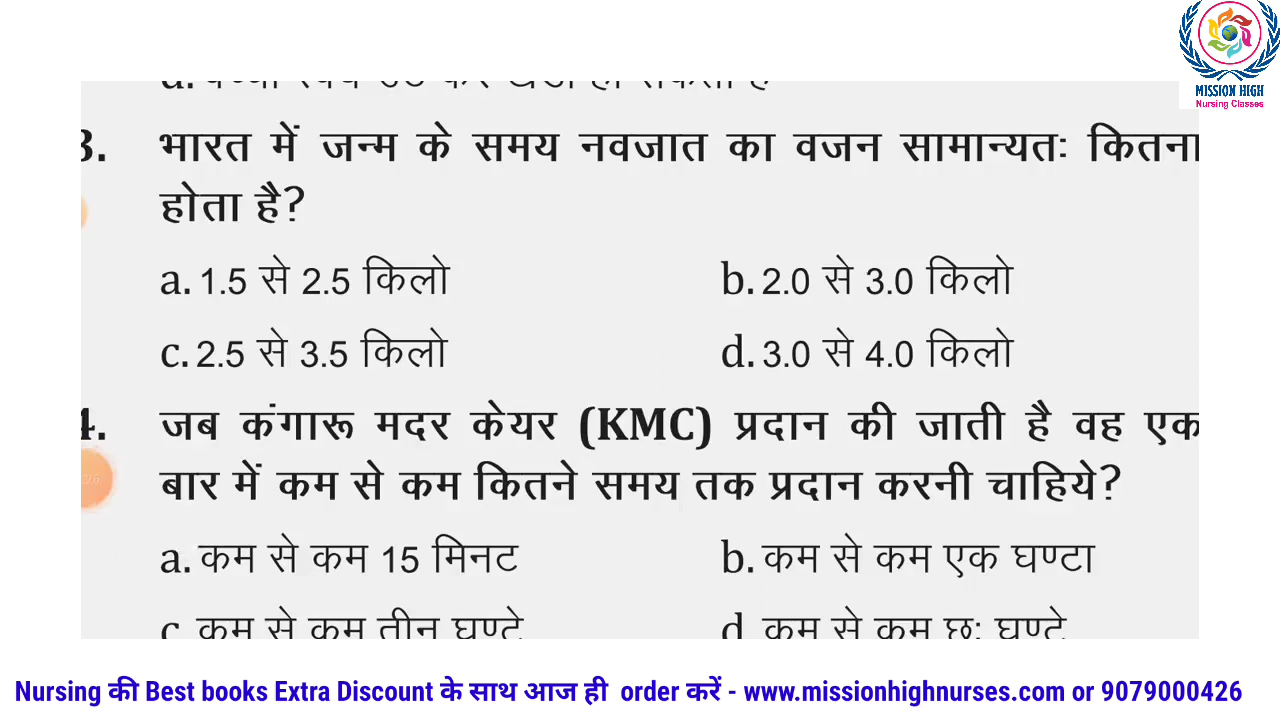 MISSION HIGH
Nursing Classes
3. भारत में जन्म के समय नवजात का वजन सामान्यतः कितना
होता है?
a. 1.5 से 2.5 किलो b. 2.0 से 3.0 किलो
c. 2.5 से 3.5 किलो d. 3.0 से 4.0 किलो
4. जब कंगारू मदर केयर (KMC) प्रदान की जाती है वह एक
बार में कम से कम कितने समय तक प्रदान करनी चाहिये?
a. कम से कम 15 मिनट b. कम से कम एक घण्टा
c. कम से कम तीन घण्टे d. कम से कम छः घण्टे
Nursing की Best books Extra Discount के साथ आज ही order करें - www.missionhighnurses.com or 9079000426